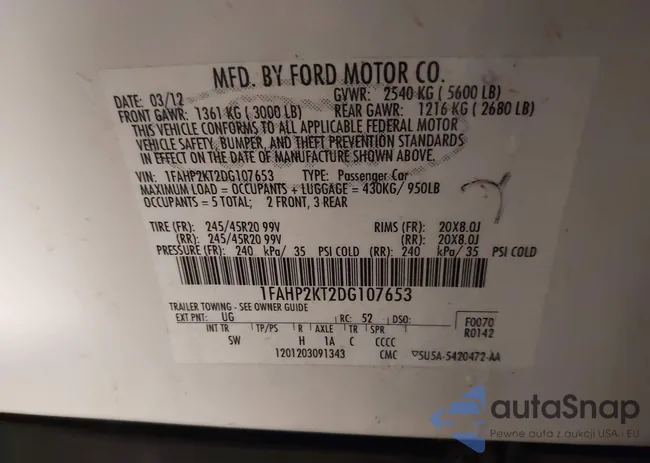 MFD. BY FORD MOTOR CO.
DATE: 03/12 GVWR: 2540 KG ( 5600 LB)
FRONT GAWR: 1361 KG ( 3000 LB) REAR GAWR: 1216 KG ( 2680 LB)
THIS VEHICLE CONFORMS TO ALL APPLICABLE FEDERAL MOTOR
VEHICLE SAFETY, BUMPER, AND THEFT PREVENTION STANDARDS
IN EFFECT ON THE DATE OF MANUFACTURE SHOWN ABOVE.
VIN: 1FAHP2KT2DG107653 TYPE: Passenger Car
MAXIMUM LOAD = OCCUPANTS + LUGGAGE = 430KG/ 950LB
OCCUPANTS = 5 TOTAL; 2 FRONT, 3 REAR
TIRE (FR): 245/45R20 99V RIMS (FR): 20X8.0J
(RR): 245/45R20 99V (RR): 20X8.0J
PRESSURE (FR): 240 kPa/ 35 PSI COLD (RR): 240 kPa/ 35 PSI COLD
1FAHP2KT2DG107653
TRAILER TOWING - SEE OWNER GUIDE
EXT PNT: UG RC: 52 DSO: F0070
R0142
INT TR TP/PS R AXLE TR SPR
SW H 1A C CCCC
1201203091343 CMC SU5A-5420472-AA
autaSnap
Pewne auta z aukcji USA i EU